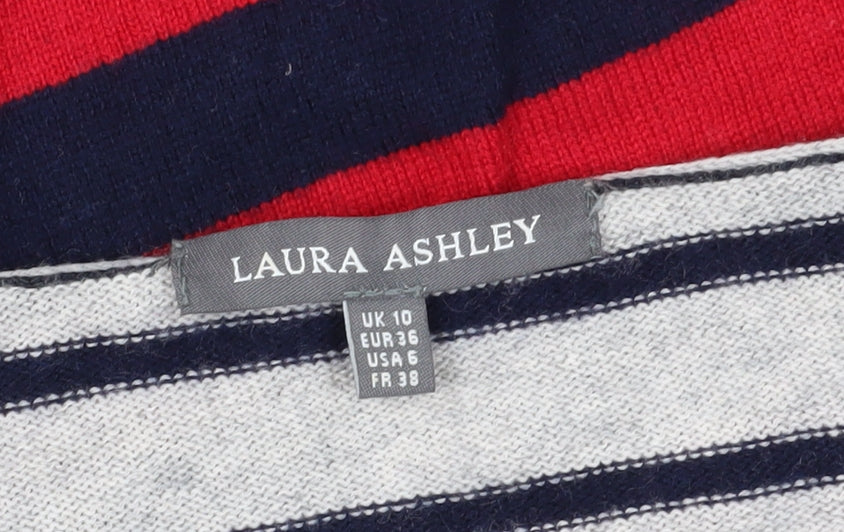 LAURA ASHLEY
UK 10
EUR 36
USA 6
FR 38